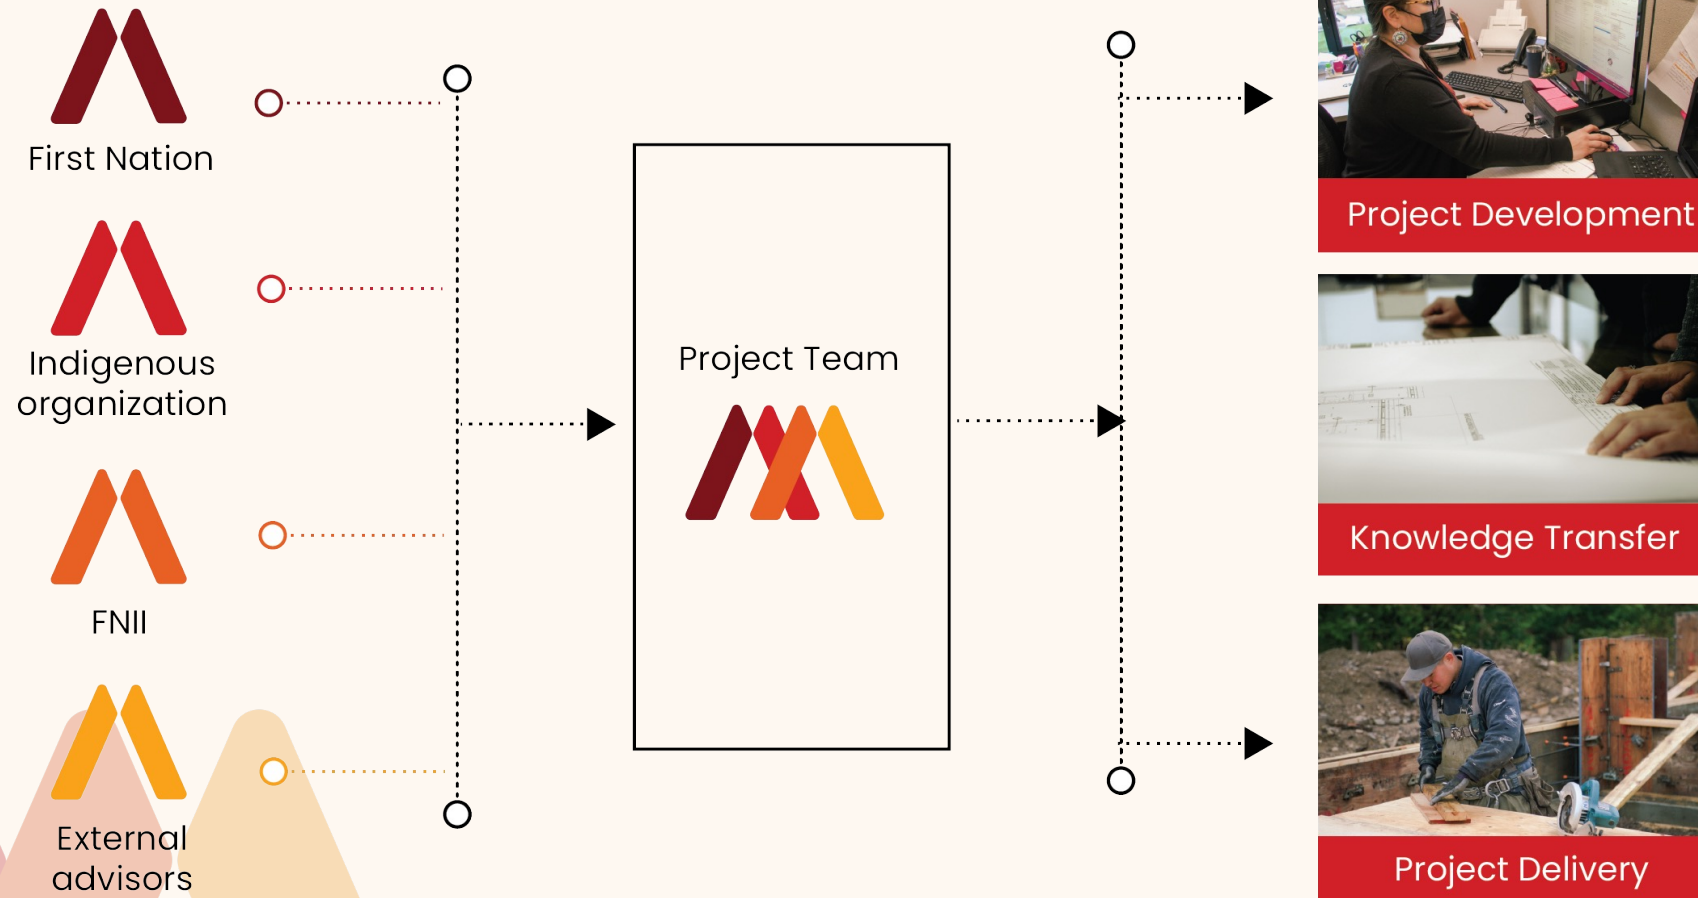 First Nation
Indigenous
organization
FNII
External
advisors
Project Team
Project Development
Knowledge Transfer
Project Delivery